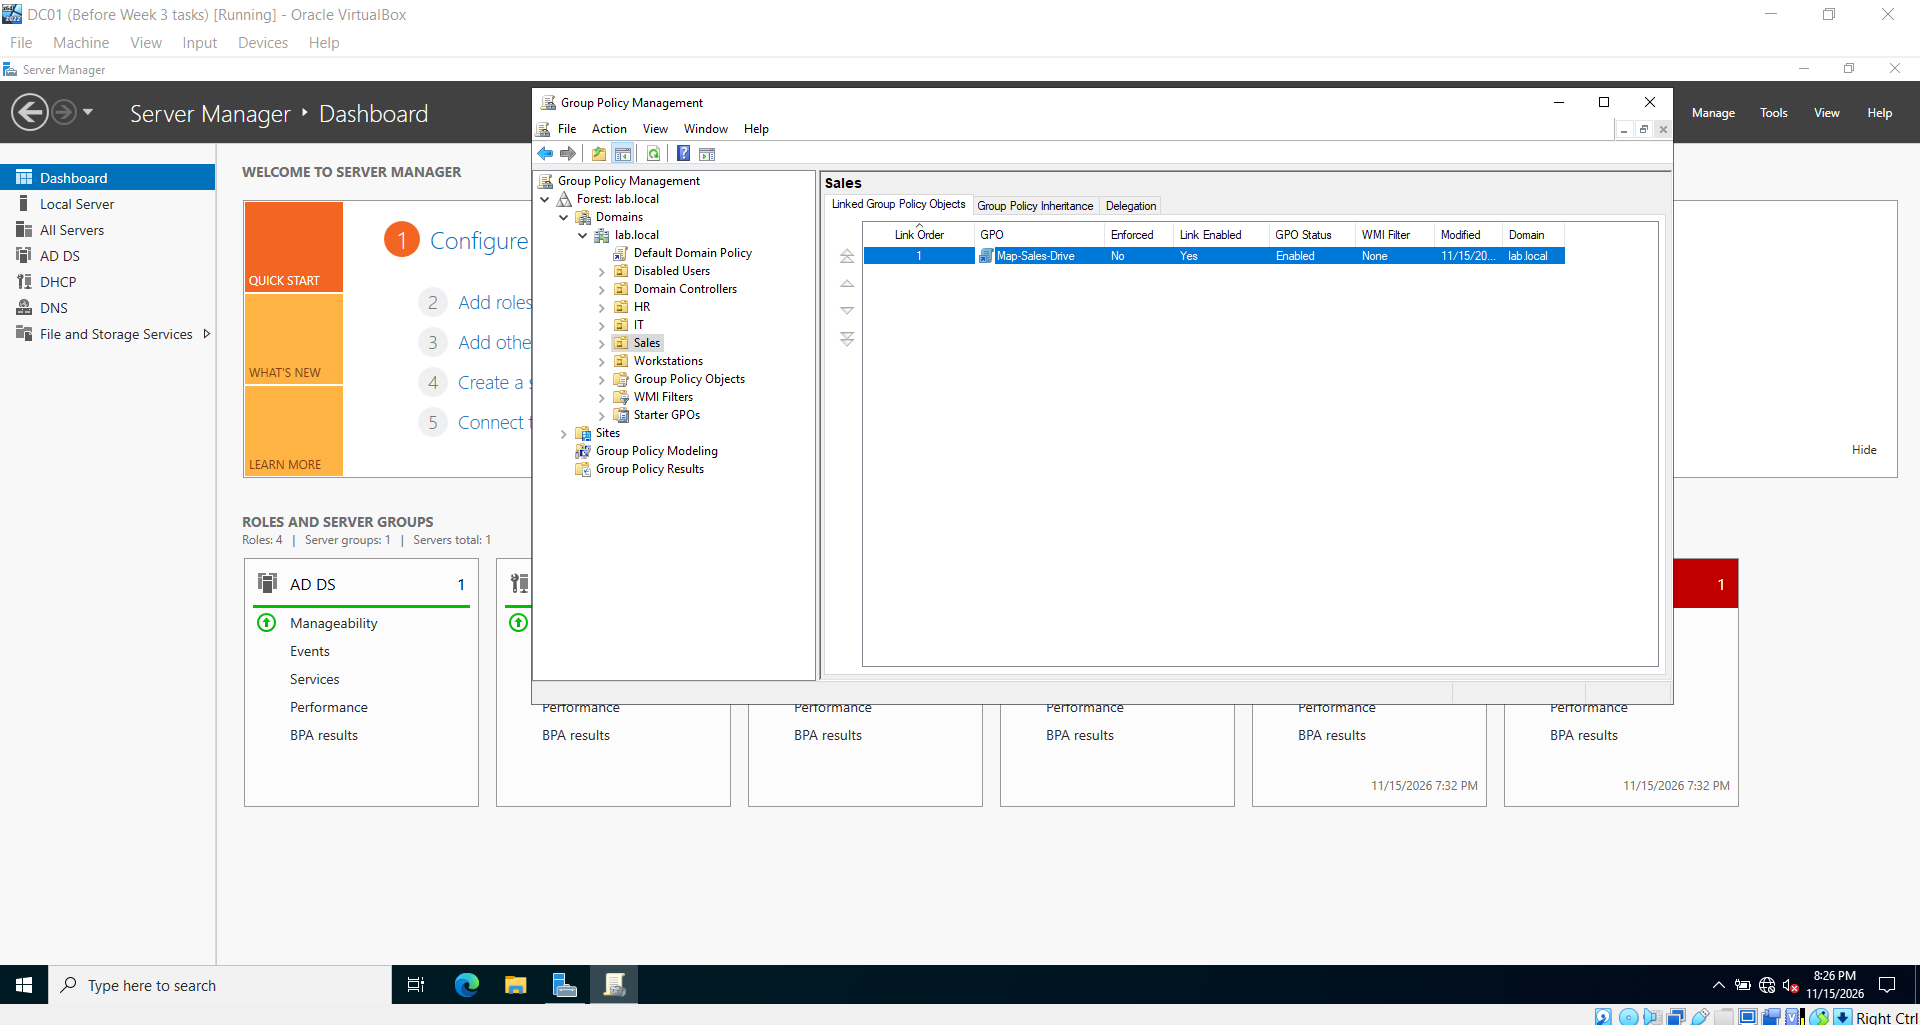 DC01 (Before Week 3 tasks) [Running] - Oracle VirtualBox
File Machine View Input Devices Help
Server Manager
Server Manager Dashboard
Manage Tools View Help
Dashboard
Local Server
All Servers
AD DS
DHCP
DNS
File and Storage Services
WELCOME TO SERVER MANAGER
QUICK START
WHAT'S NEW
LEARN MORE
1 Configure
2 Add roles
3 Add othe
4 Create a s
5 Connect t
Hide
Group Policy Management
File Action View Window Help
Group Policy Management
Forest: lab.local
Domains
lab.local
Default Domain Policy
Disabled Users
Domain Controllers
HR
IT
Sales
Workstations
Group Policy Objects
WMI Filters
Starter GPOs
Sites
Group Policy Modeling
Group Policy Results
Sales
Linked Group Policy Objects Group Policy Inheritance Delegation
Link Order GPO Enforced Link Enabled GPO Status WMI Filter Modified Domain
1 Map-Sales-Drive No Yes Enabled None 11/15/20... lab.local
ROLES AND SERVER GROUPS
Roles: 4 | Server groups: 1 | Servers total: 1
AD DS 1
Manageability
Events
Services
Performance
BPA results
Performance
BPA results
Performance
BPA results
Performance
BPA results
Performance
BPA results
11/15/2026 7:32 PM
1
Performance
BPA results
11/15/2026 7:32 PM
Type here to search
8:26 PM
11/15/2026
Right Ctrl